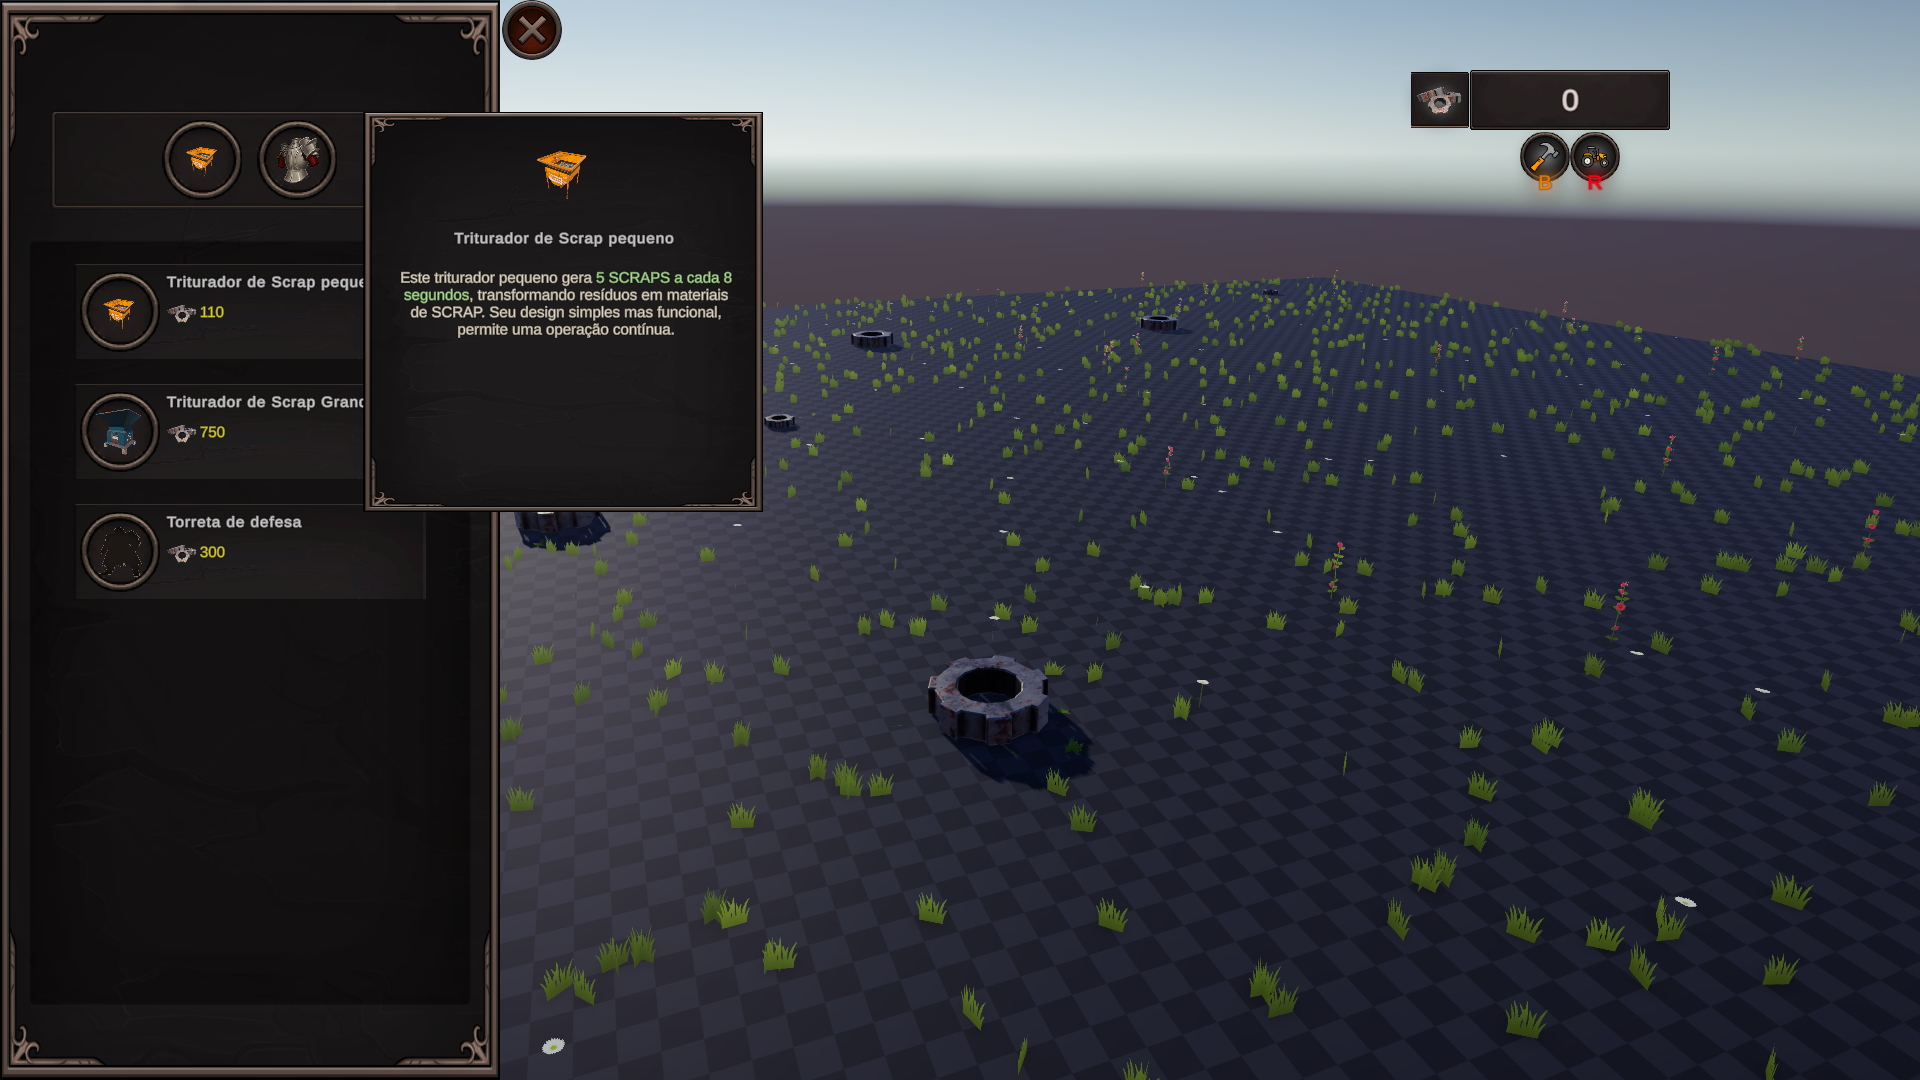 0
B
R
Triturador de Scrap peque
110
Triturador de Scrap Grand
750
Torreta de defesa
300
Triturador de Scrap pequeno
Este triturador pequeno gera 5 SCRAPS a cada 8
segundos, transformando resíduos em materiais
de SCRAP. Seu design simples mas funcional,
permite uma operação contínua.